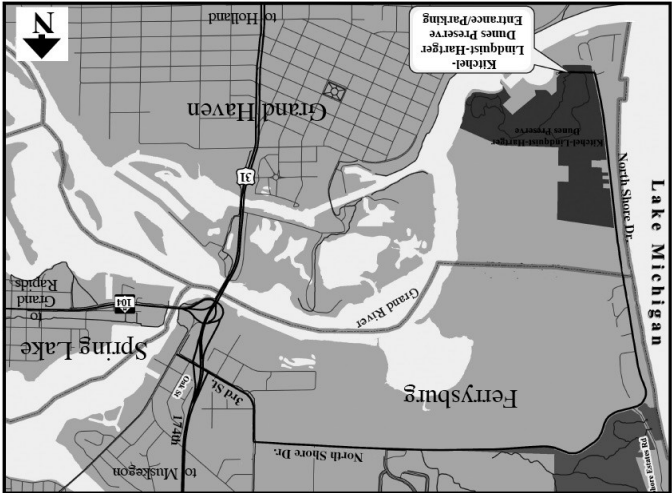 N
to Muskegon
North Shore Dr.
174th
Oak St
3rd St.
Ferrysburg
Spring Lake
to
Grand
Rapids
104
Grand River
31
Grand Haven
to Holland
Lake Michigan
North Shore Dr.
Kitchel-Lindquist-Hartger
Dunes Preserve
Kitchel-
Lindquist-Hartger
Dunes Preserve
Entrance/Parking